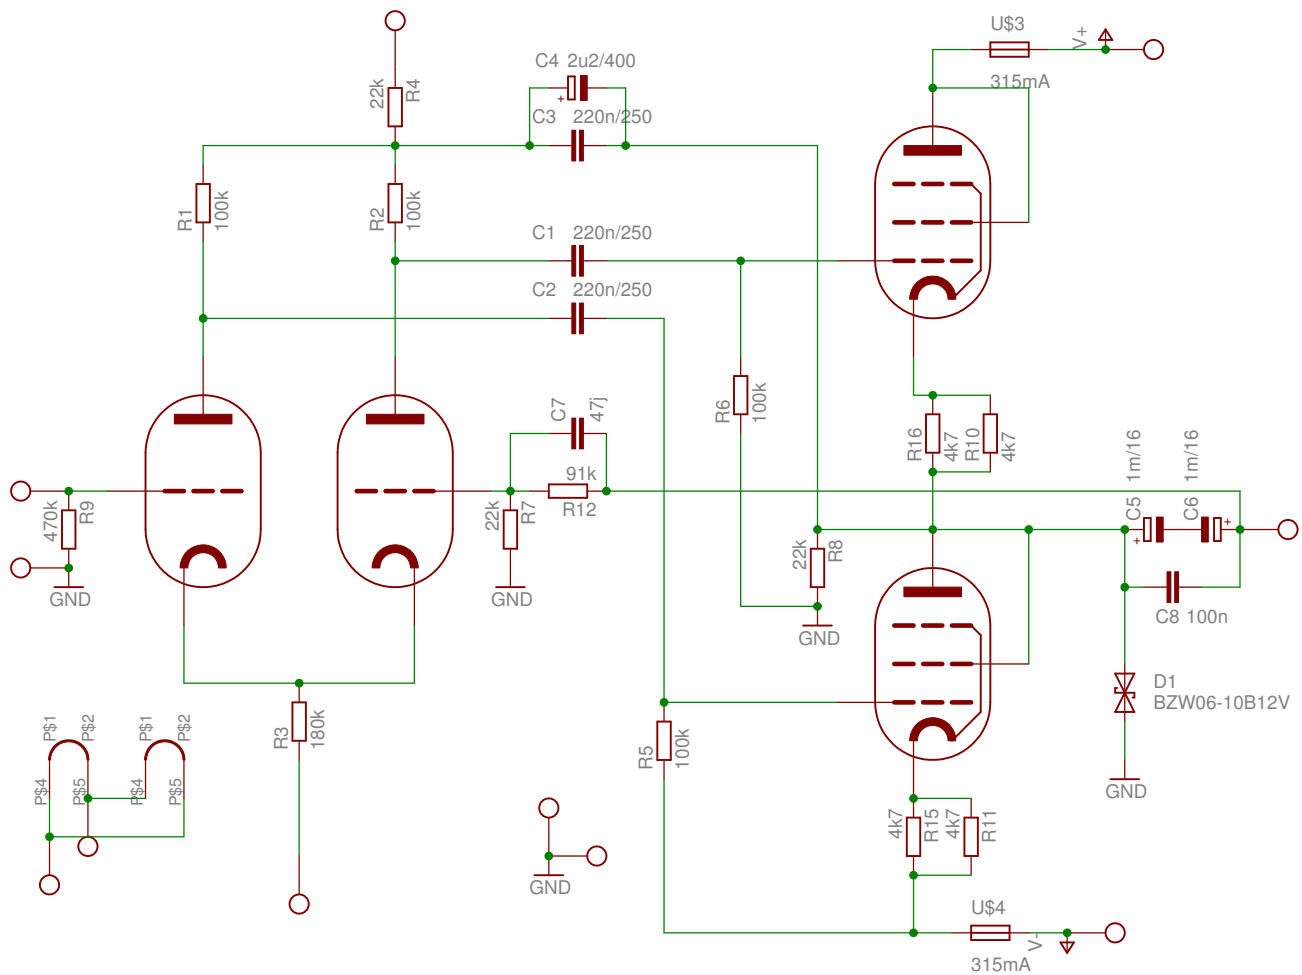 U$3
V+
315mA
C4 2u2/400
22k
R4
C3 220n/250
R1
100k
R2
100k
C1 220n/250
C2 220n/250
R6
100k
C7
47j
R16
4k7
R10
4k7
1m/16
1m/16
C5
C6
91k
R12
470k
R9
22k
R7
22k
R8
GND
GND
GND
C8 100n
D1
BZW06-10B12V
P$1
P$2
P$1
P$2
R3
180k
R5
100k
P$4
P$5
P$4
P$5
GND
4k7
R15
4k7
R11
GND
U$4
V-
315mA
+
+
+